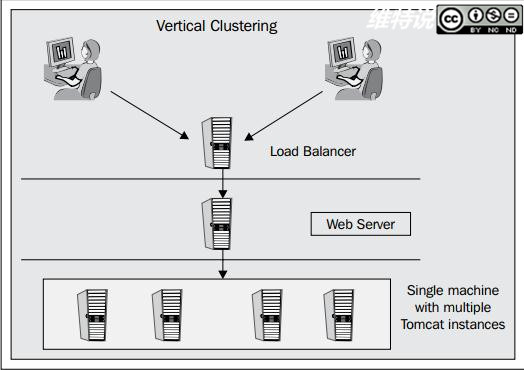 Vertical Clustering
维特说
cc
BY NC ND
Load Balancer
Web Server
Single machine
with multiple
Tomcat instances